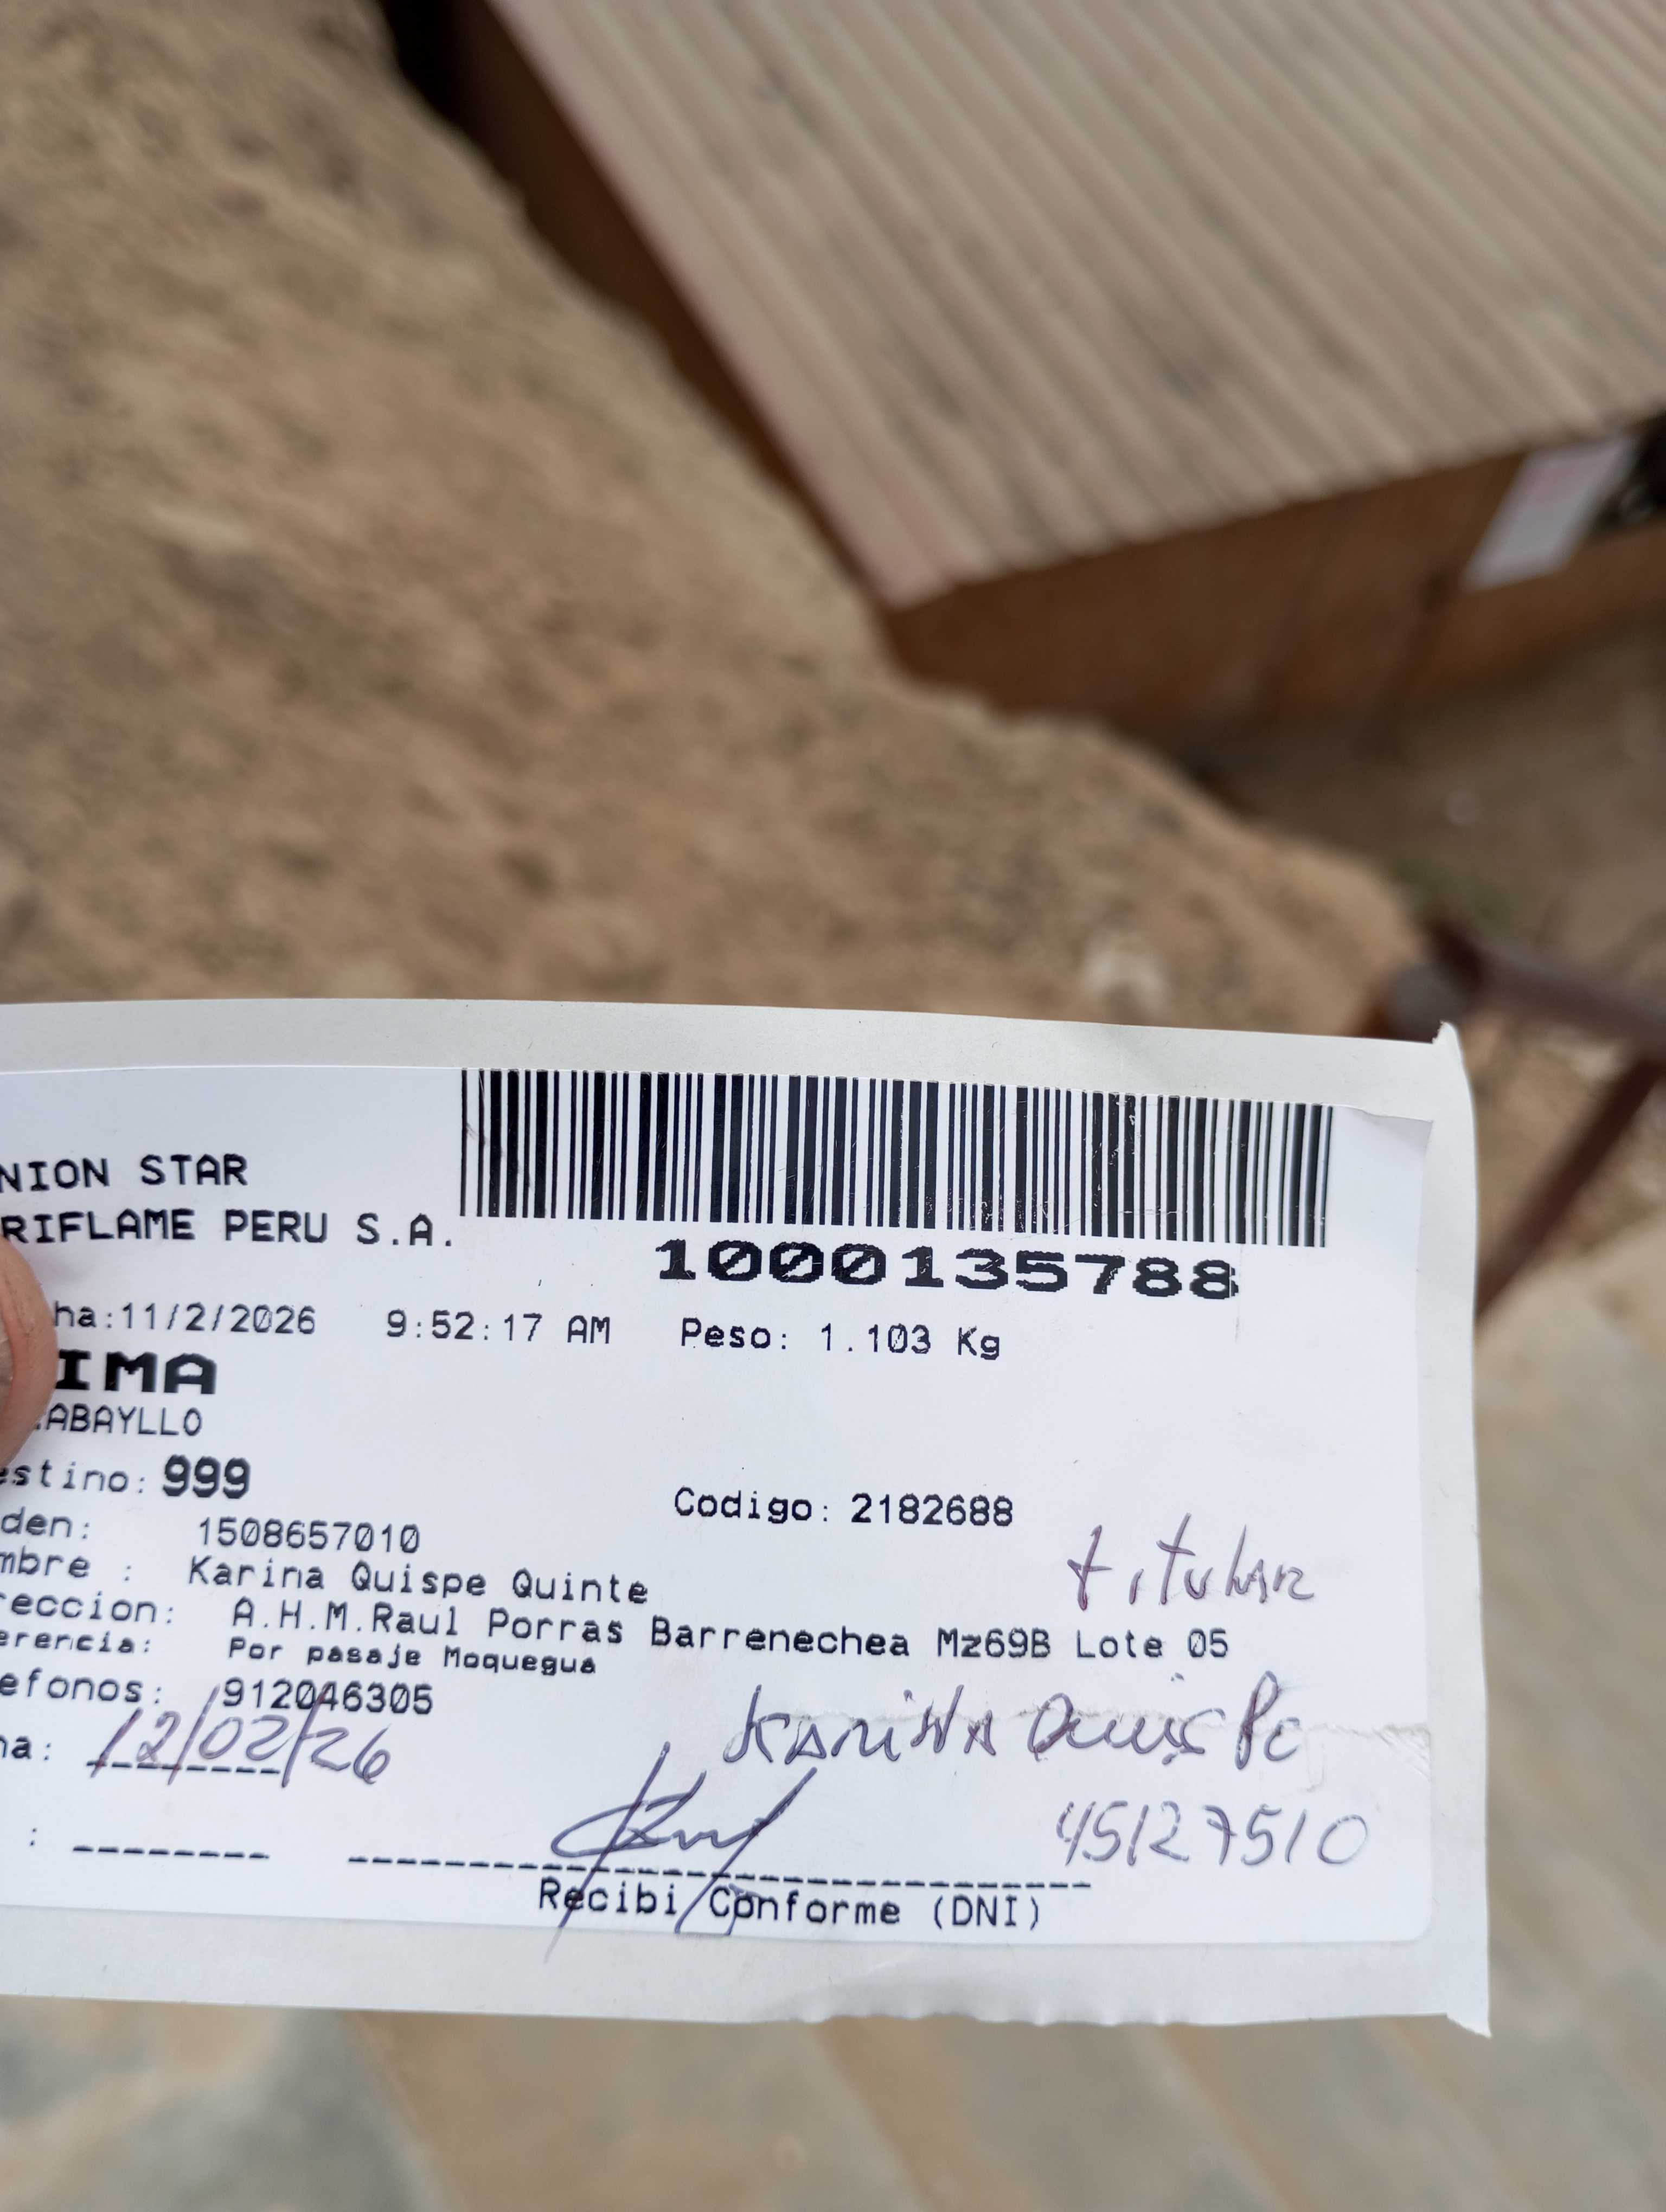 NION STAR
RIFLAME PERU S.A.
1000135788
ha:11/2/2026 9:52:17 AM Peso: 1.103 Kg
IMA
ABAYLLO
estino: 999
Codigo: 2182688
den: 1508657010
titular
mbre : Karina Quispe Quinte
reccion: A.H.M.Raul Porras Barrenechea Mz69B Lote 05
erencia: Por pasaje Moquegua
efonos: 912046305
Karina Quispe
ha: 12/02/26
45127510
: --------
Recibi Conforme (DNI)